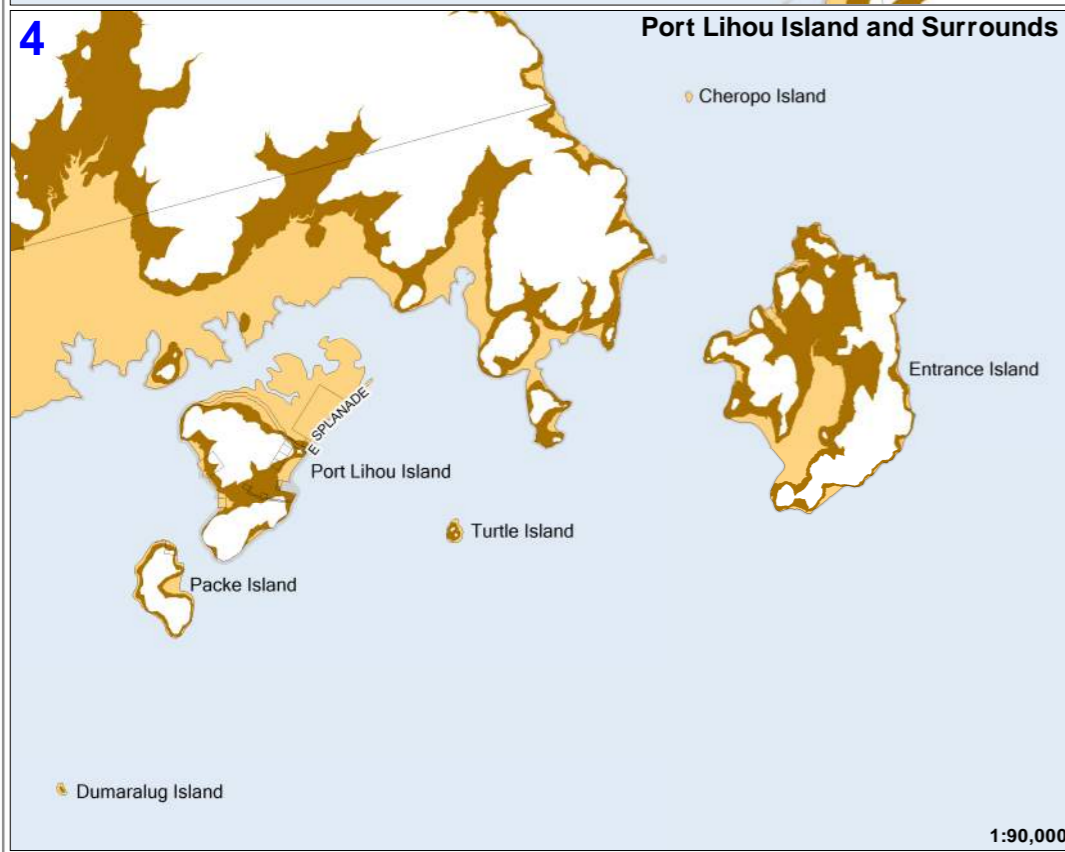 4
Port Lihou Island and Surrounds
Cheropo Island
Entrance Island
ESPLANADE
Port Lihou Island
Turtle Island
Packe Island
Dumaralug Island
1:90,000